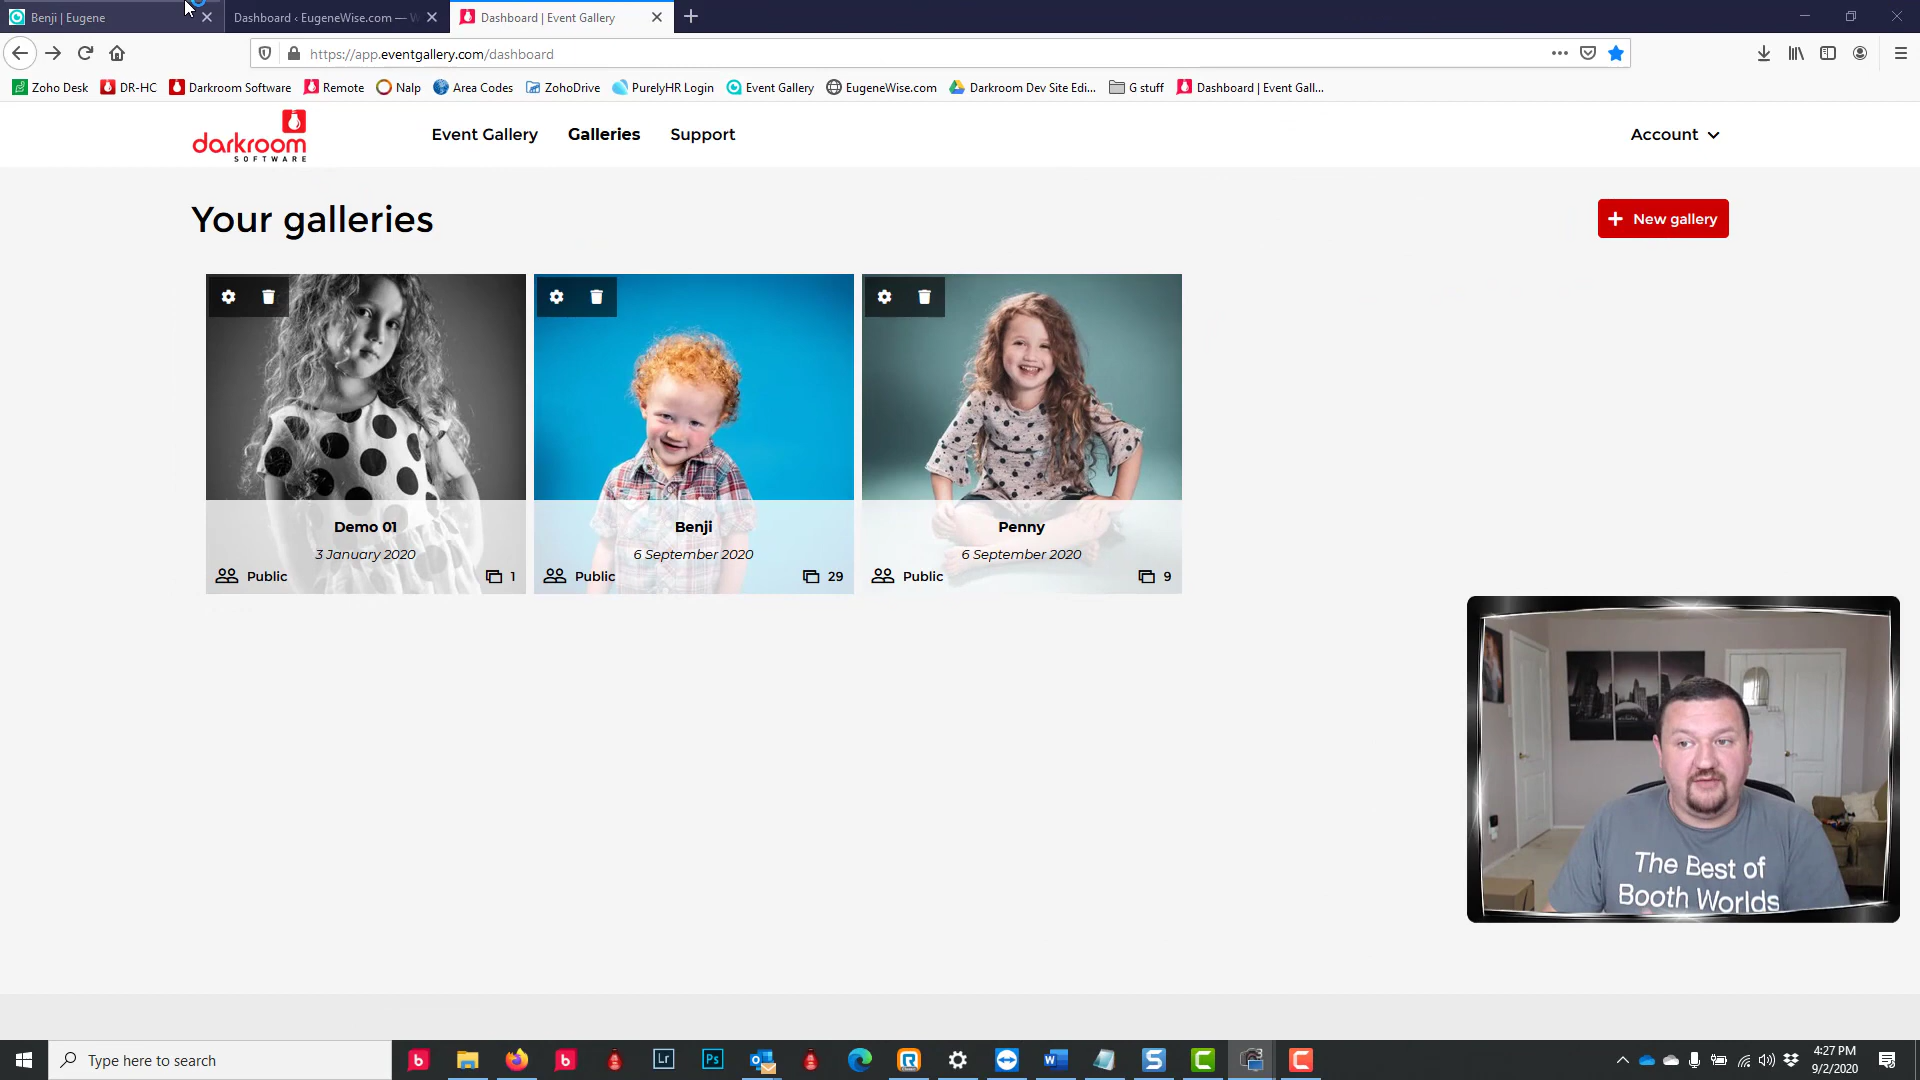 Benji | Eugene
Dashboard ‹ EugeneWise.com — W
Dashboard | Event Gallery
https://app.eventgallery.com/dashboard
Zoho Desk
DR-HC
Darkroom Software
Remote
Nalp
Area Codes
ZohoDrive
PurelyHR Login
Event Gallery
EugeneWise.com
Darkroom Dev Site Edi...
G stuff
Dashboard | Event Gall...
darkroom
SOFTWARE
Event Gallery
Galleries
Support
Account
Your galleries
New gallery
Demo 01
3 January 2020
Public
1
Benji
6 September 2020
Public
29
Penny
6 September 2020
Public
9
The Best of
Booth Worlds
Type here to search
Lr
Ps
4:27 PM
9/2/2020